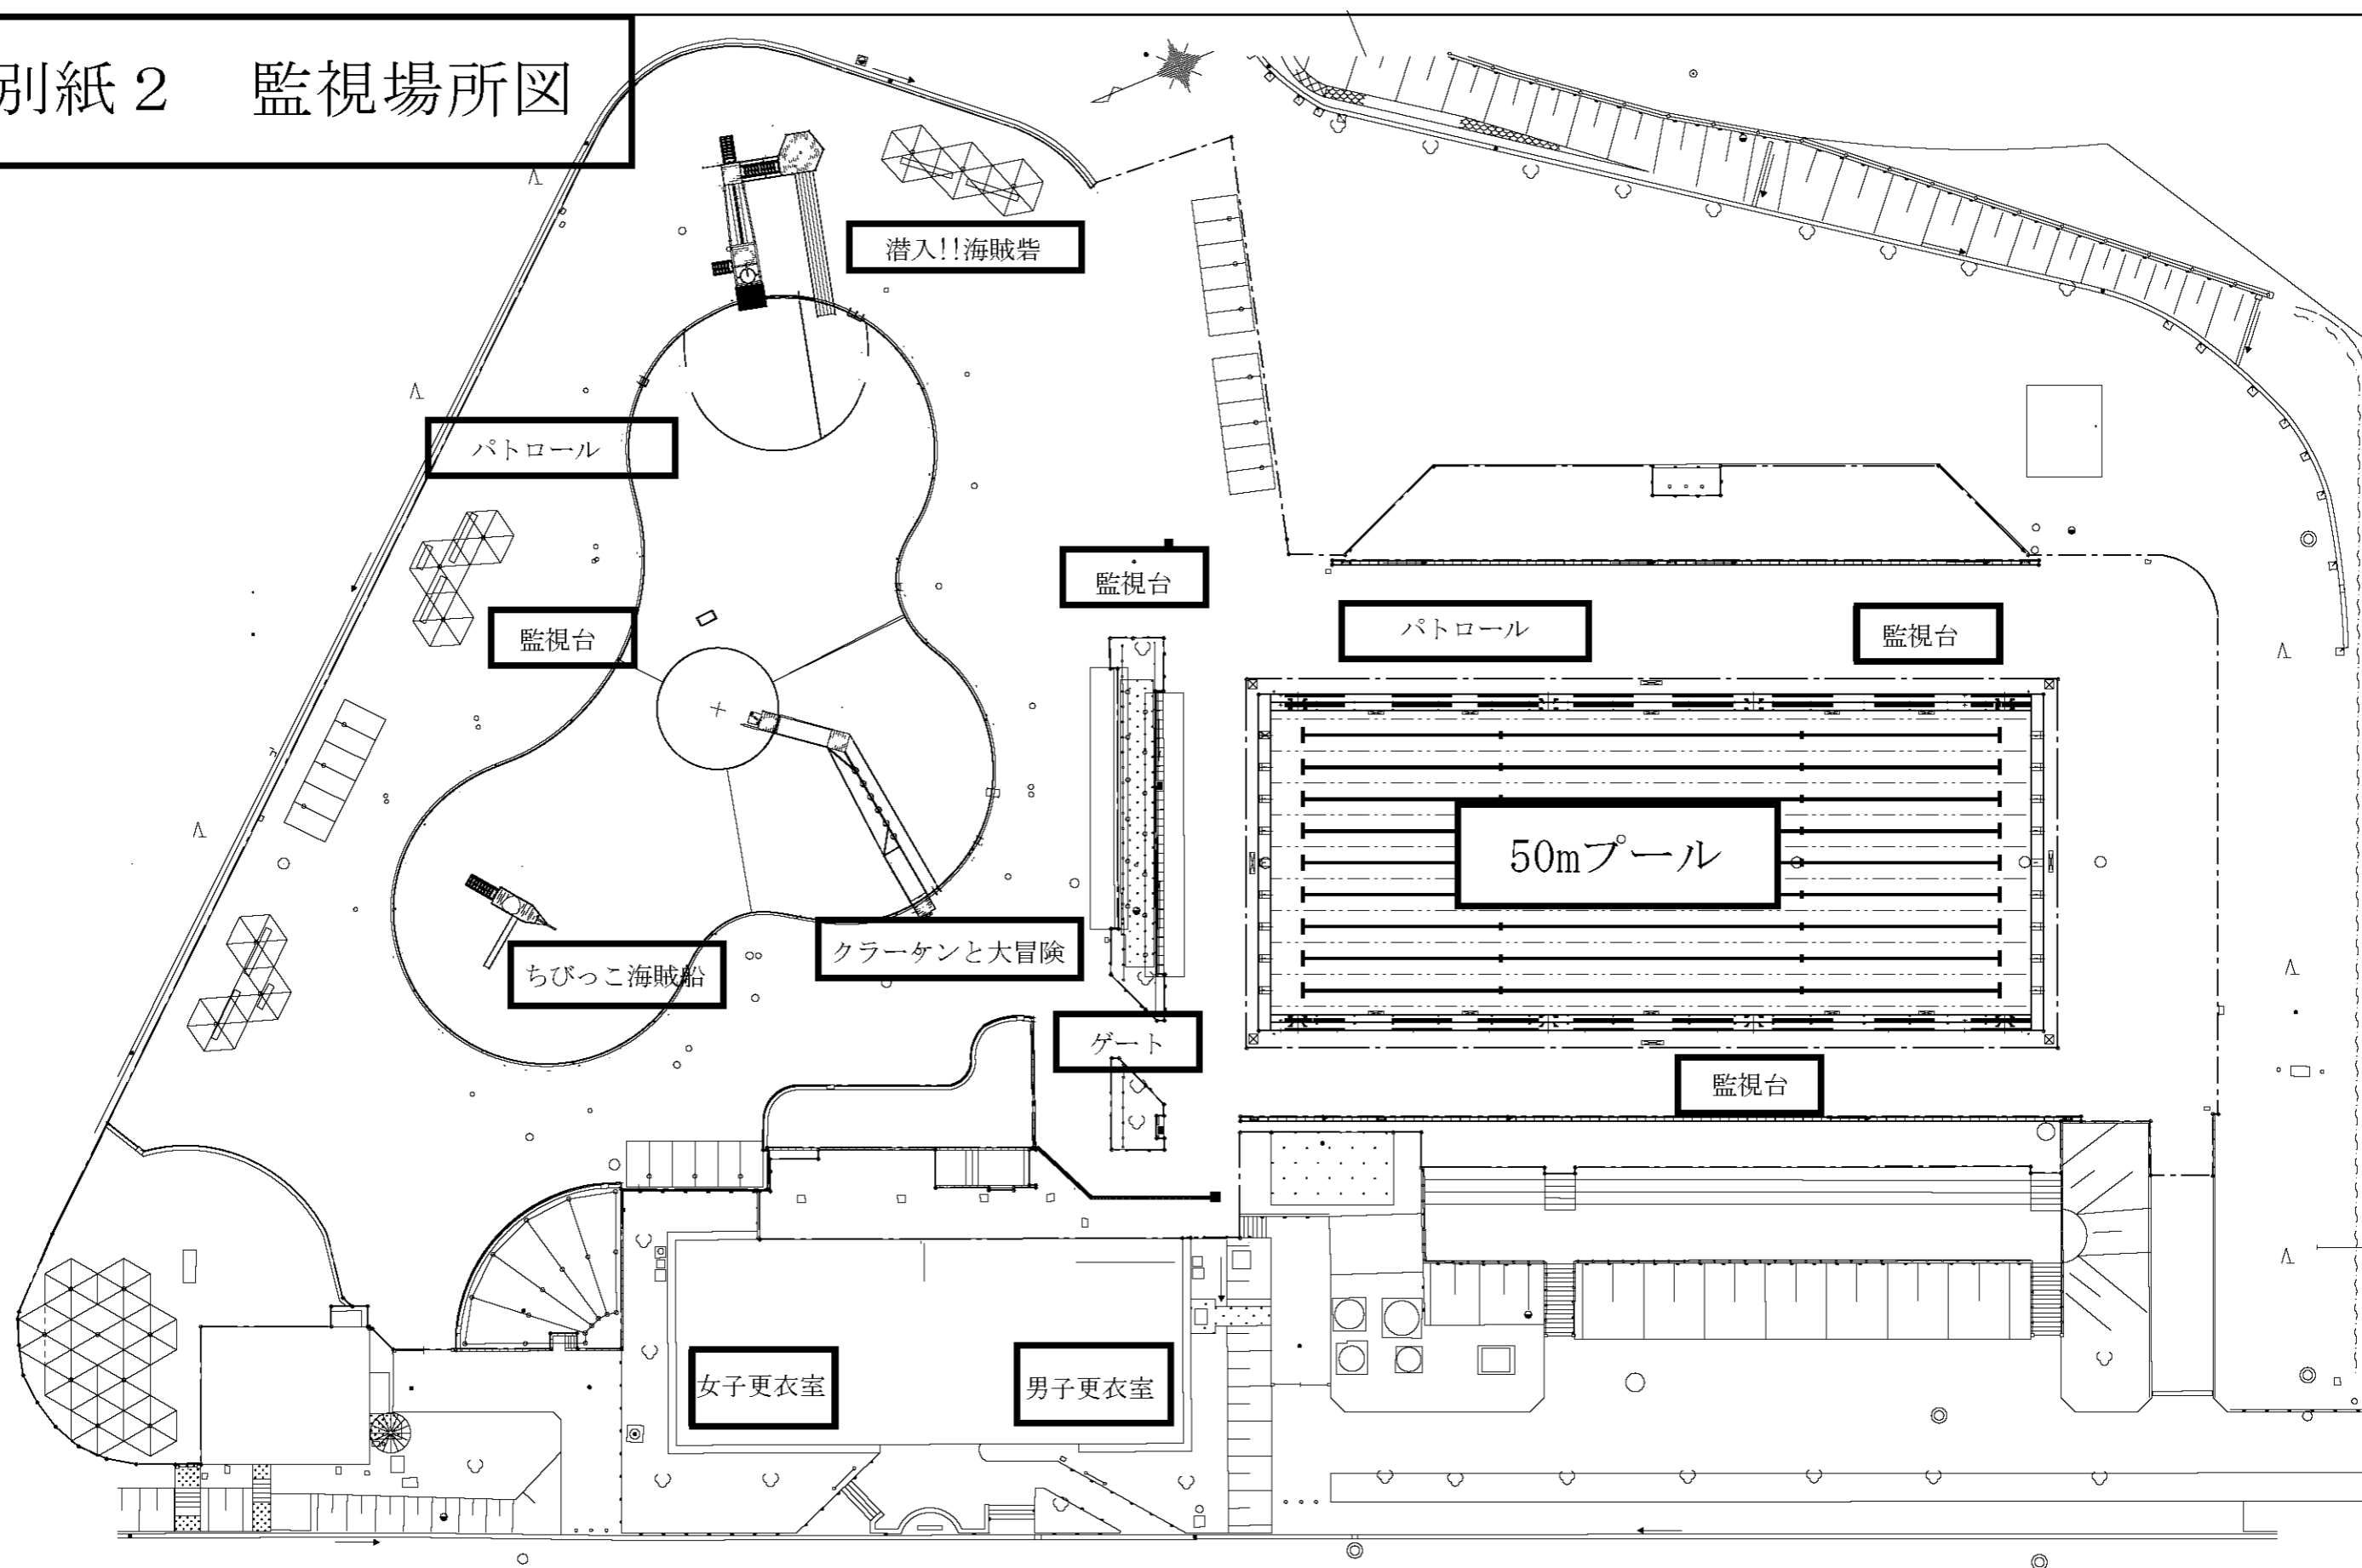 別紙２　監視場所図
潜入!!海賊砦
パトロール
監視台
監視台
パトロール
監視台
50mプール
クラーケンと大冒険
ちびっこ海賊船
ゲート
監視台
女子更衣室
男子更衣室